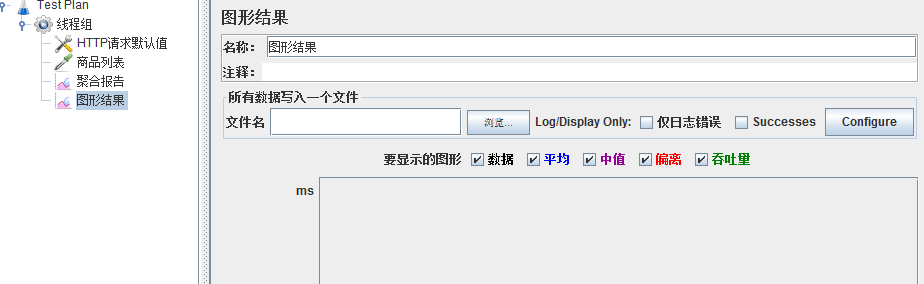 Test Plan
线程组
HTTP请求默认值
商品列表
聚合报告
图形结果
图形结果
名称： 图形结果
注释：
所有数据写入一个文件
文件名 浏览... Log/Display Only: 仅日志错误 Successes Configure
要显示的图形 数据 平均 中值 偏离 吞吐量
ms